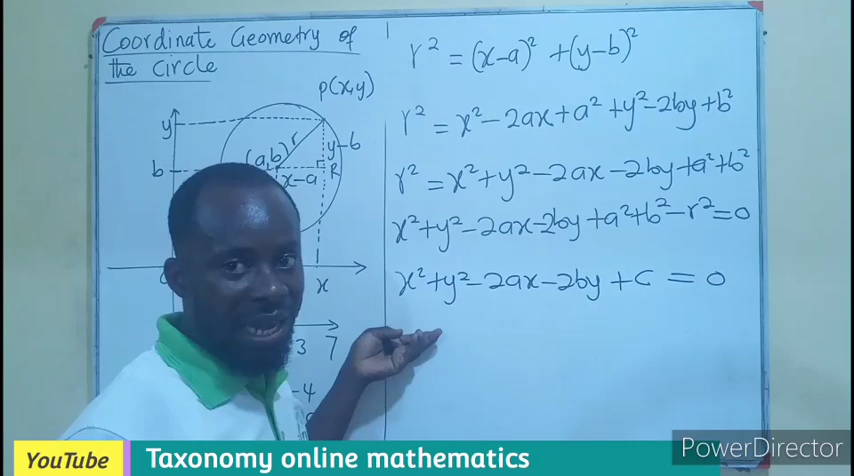 Coordinate Geometry of
the Circle
P(x,y)
y
r
(a,b)
y-b
b
R
x-a
x
3 7
-4
r² = (x-a)² + (y-b)²
r² = x² - 2ax + a² + y² - 2by + b²
r² = x² + y² - 2ax - 2by + a² + b²
x² + y² - 2ax - 2by + a² + b² - r² = 0
x² + y² - 2ax - 2by + c = 0
PowerDirector
YouTube Taxonomy online mathematics